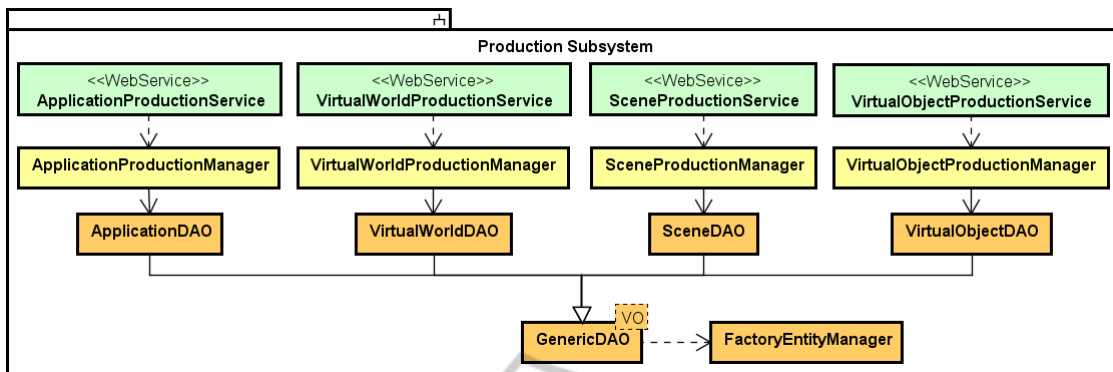 Production Subsystem
<<WebService>>
ApplicationProductionService
<<WebService>>
VirtualWorldProductionService
<<WebSevice>>
SceneProductionService
<<WebService>>
VirtualObjectProductionService
ApplicationProductionManager
VirtualWorldProductionManager
SceneProductionManager
VirtualObjectProductionManager
ApplicationDAO
VirtualWorldDAO
SceneDAO
VirtualObjectDAO
VO
GenericDAO
FactoryEntityManager